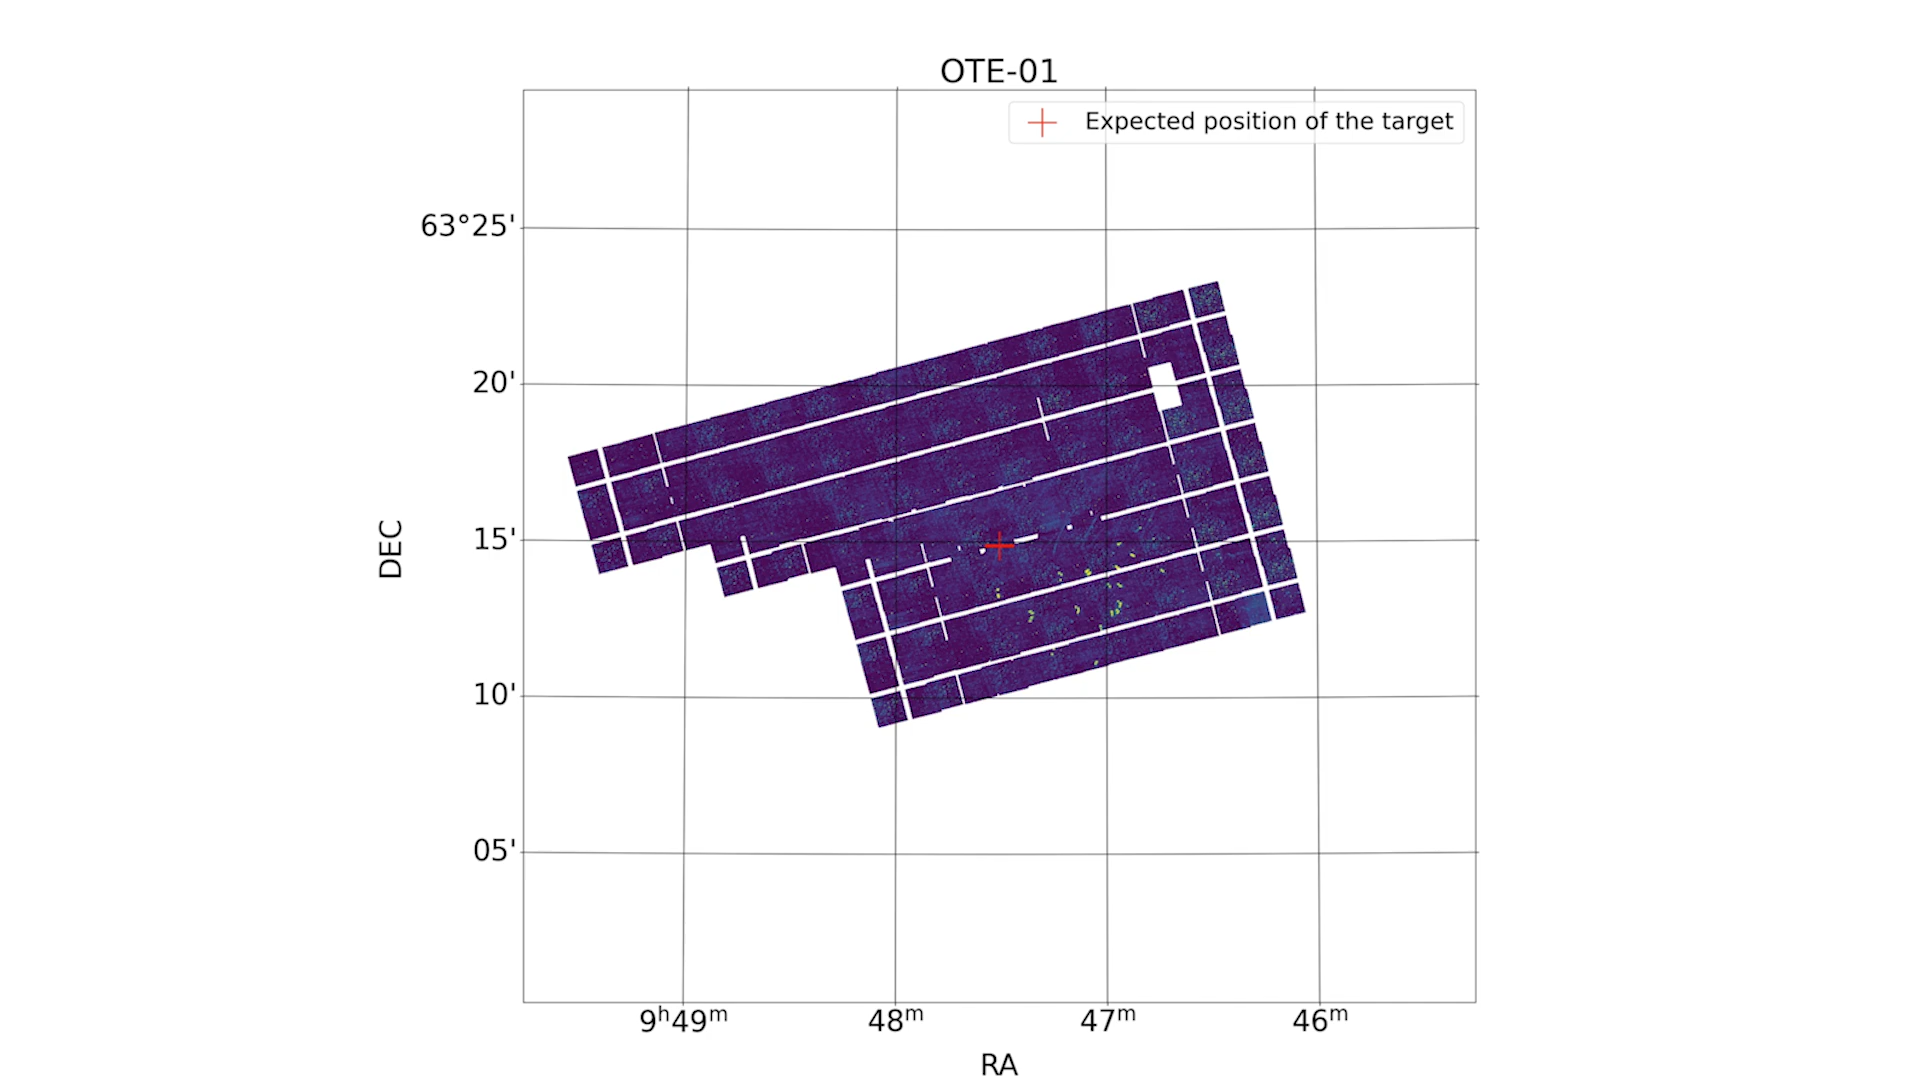 OTE-01
Expected position of the target
63°25'
20'
15'
10'
05'
DEC
9ʰ49ᵐ 48ᵐ 47ᵐ 46ᵐ
RA